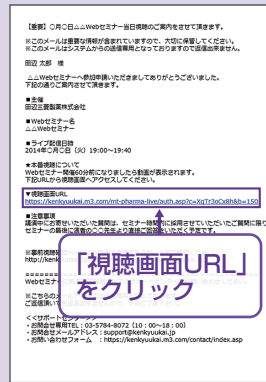 【重要】○月○日△△Webセミナー当日視聴のご案内をさせて頂きます。
※このメールは重要な情報が含まれていますので、大切に保管してください。
※このメールはシステムからの送信専用となっておりますので返信出来ません。
田辺 太郎 様
△△Webセミナーへ参加申請いただきましてありがとうございました。
下記の通りご案内させて頂きます。
■主催
田辺三菱製薬株式会社
■Webセミナー名
△△Webセミナー
■ライブ配信日時
2014年○月○日（火）19:00～19:40
★本番視聴について
Webセミナー開催60分前になりましたら動画が表示されます。
下記URLから視聴画面へアクセスしてください。
▼視聴画面URL
https://kenkyuukai.m3.com/mt-pharma-live/auth.asp?c=XqTr3oCx8h&b=150
■注意事項
講演中にお寄せいただいた質問は、セミナー時間内に採用させていただいたご質問に限り
セミナーの最後に演者の○○先生より直接ご回答いただく予定です。
※事前視聴
http://kenky
「視聴画面URL」
をクリック
Webセミナー
※こちらの
ご返信頂いて
<<サポートセンター>>
・お問合せ専用TEL：03-5784-8072（10：00～18：00）
・お問合せメールアドレス：support@kenkyuukai.jp
・お問い合わせフォーム ：https://kenkyuukai.m3.com/contact/index.asp